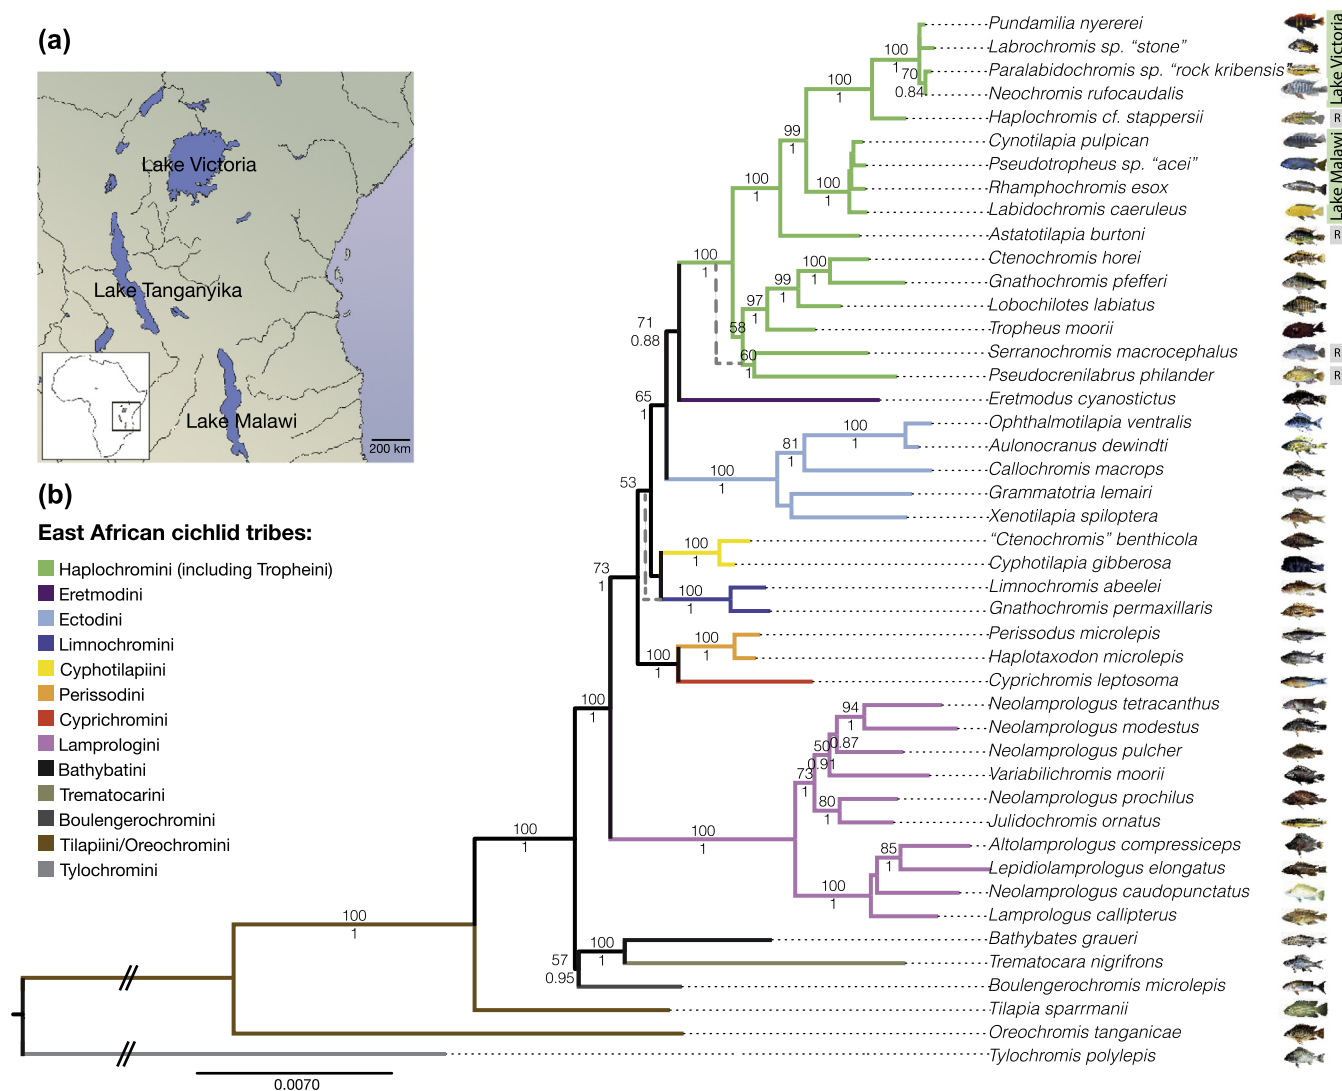 (a)
Lake Victoria
Lake Tanganyika
Lake Malawi
200 km
(b)
East African cichlid tribes:
Haplochromini (including Tropheini)
Eretmodini
Ectodini
Limnochromini
Cyphotilapiini
Perissodini
Cyprichromini
Lamprologini
Bathybatini
Trematocarini
Boulengerochromini
Tilapiini/Oreochromini
Tylochromini
Pundamilia nyererei
Labrochromis sp. “stone”
Paralabidochromis sp. “rock kribensis”
Neochromis rufocaudalis
Haplochromis cf. stappersii
Cynotilapia pulpican
Pseudotropheus sp. “acei”
Rhamphochromis esox
Labidochromis caeruleus
Astatotilapia burtoni
Ctenochromis horei
Gnathochromis pfefferi
Lobochilotes labiatus
Tropheus moorii
Serranochromis macrocephalus
Pseudocrenilabrus philander
Eretmodus cyanostictus
Ophthalmotilapia ventralis
Aulonocranus dewindti
Callochromis macrops
Grammatotria lemairi
Xenotilapia spiloptera
“Ctenochromis” benthicola
Cyphotilapia gibberosa
Limnochromis abeelei
Gnathochromis permaxillaris
Perissodus microlepis
Haplotaxodon microlepis
Cyprichromis leptosoma
Neolamprologus tetracanthus
Neolamprologus modestus
Neolamprologus pulcher
Variabilichromis moorii
Neolamprologus prochilus
Julidochromis ornatus
Altolamprologus compressiceps
Lepidiolamprologus elongatus
Neolamprologus caudopunctatus
Lamprologus callipterus
Bathybates graueri
Trematocara nigrifrons
Boulengerochromis microlepis
Tilapia sparrmanii
Oreochromis tanganicae
Tylochromis polylepis
Lake Victoria
R
Lake Malawi
R
R
R
100
1
70
0.84
100
1
99
1
100
1
100
1
100
1
100
1
99
1
97
1
58
60
1
71
0.88
65
1
100
1
81
1
100
1
53
100
1
100
1
73
1
100
1
100
1
100
1
94
1
0.87
50
0.91
73
1
80
1
100
1
85
1
100
1
100
1
100
1
57
0.95
100
1
0.0070